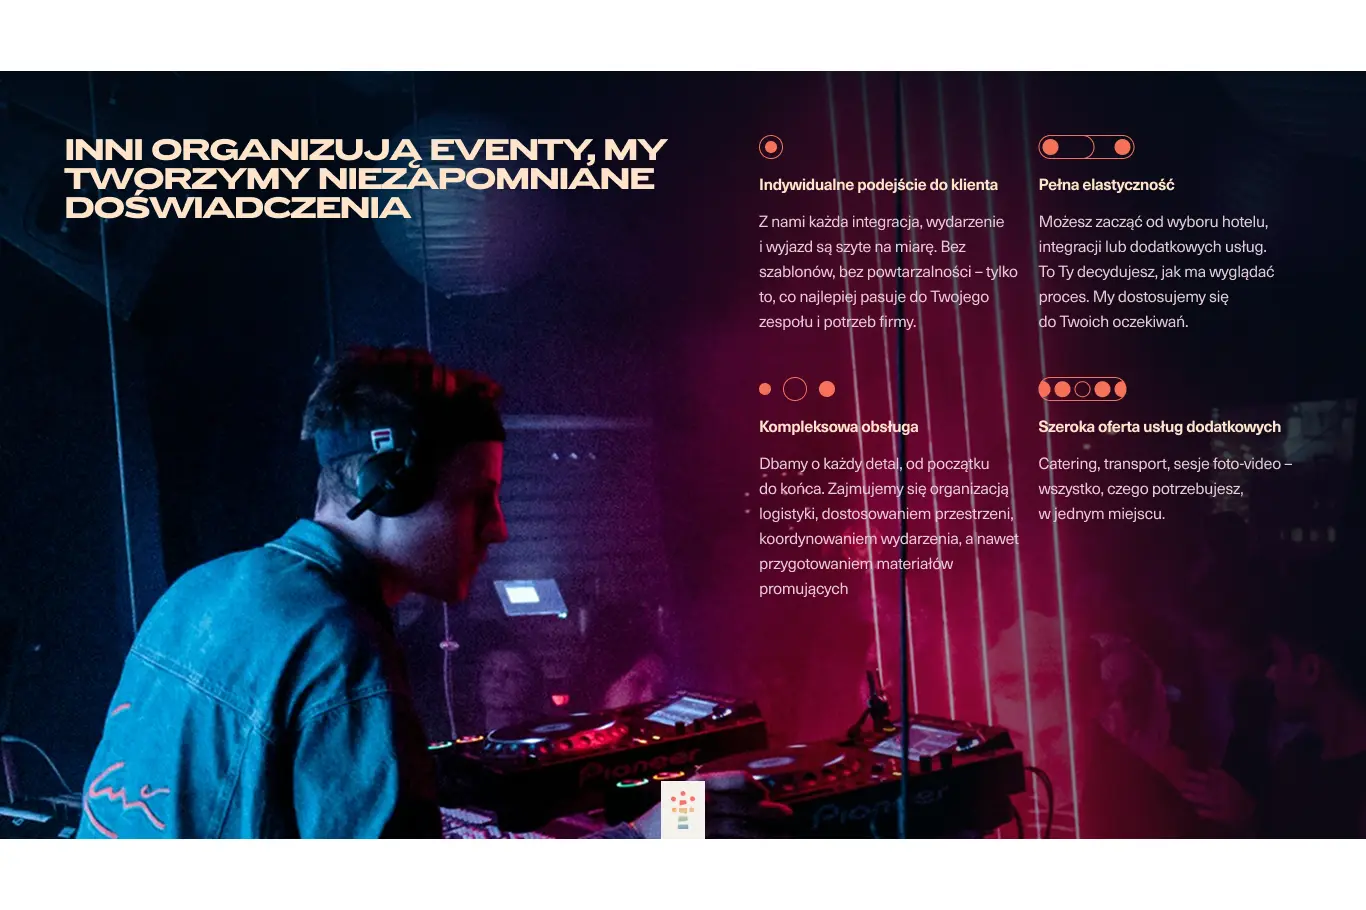 INNI ORGANIZUJĄ EVENTY, MY
TWORZYMY NIEZAPOMNIANE
DOŚWIADCZENIA
Indywidualne podejście do klienta
Z nami każda integracja, wydarzenie
i wyjazd są szyte na miarę. Bez
szablonów, bez powtarzalności – tylko
to, co najlepiej pasuje do Twojego
zespołu i potrzeb firmy.
Pełna elastyczność
Możesz zacząć od wyboru hotelu,
integracji lub dodatkowych usług.
To Ty decydujesz, jak ma wyglądać
proces. My dostosujemy się
do Twoich oczekiwań.
Kompleksowa obsługa
Dbamy o każdy detal, od początku
do końca. Zajmujemy się organizacją
logistyki, dostosowaniem przestrzeni,
koordynowaniem wydarzenia, a nawet
przygotowaniem materiałów
promujących
Szeroka oferta usług dodatkowych
Catering, transport, sesje foto-video –
wszystko, czego potrzebujesz,
w jednym miejscu.
Pioneer
Pioneer